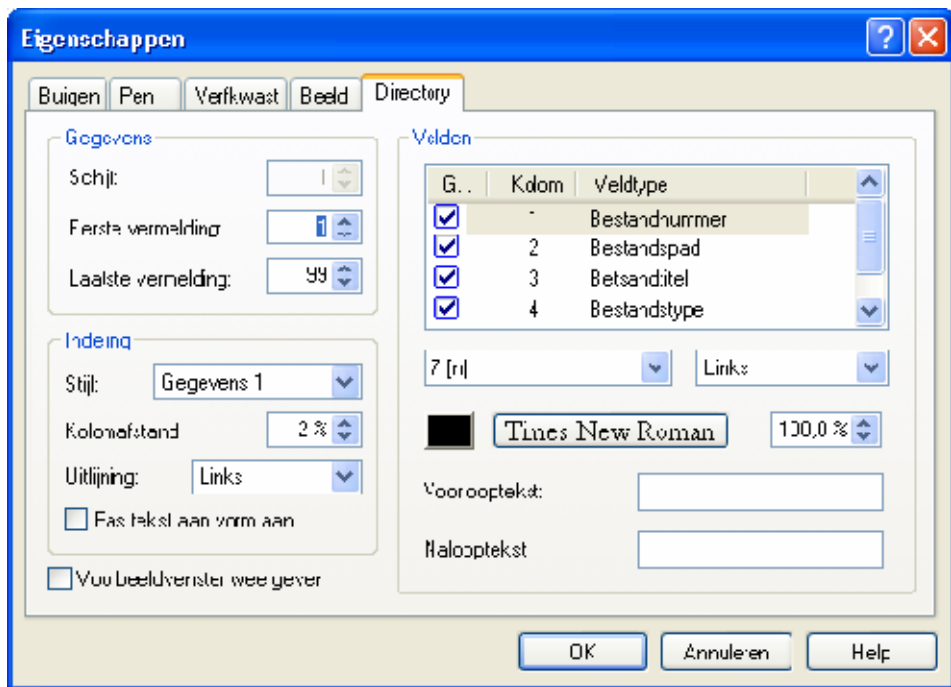 Eigenschappen
Buigen Pen Verfkwast Beeld Directory
Gegevens
Schijf: 1
Eerste vermelding 1
Laatste vermelding: 99
Indeling
Stijl: Gegevens 1
Kolomafstand 2 %
Uitlijning: Links
Pas tekst aan vorm aan
Voorbeeldvenster weergeven
Velden
G... Kolom Veldtype
1 Bestandnummer
2 Bestandspad
3 Betsandtitel
4 Bestandstype
7 [n] Links
Times New Roman 100,0 %
Voorlooptekst:
Nalooptekst
OK Annuleren Help